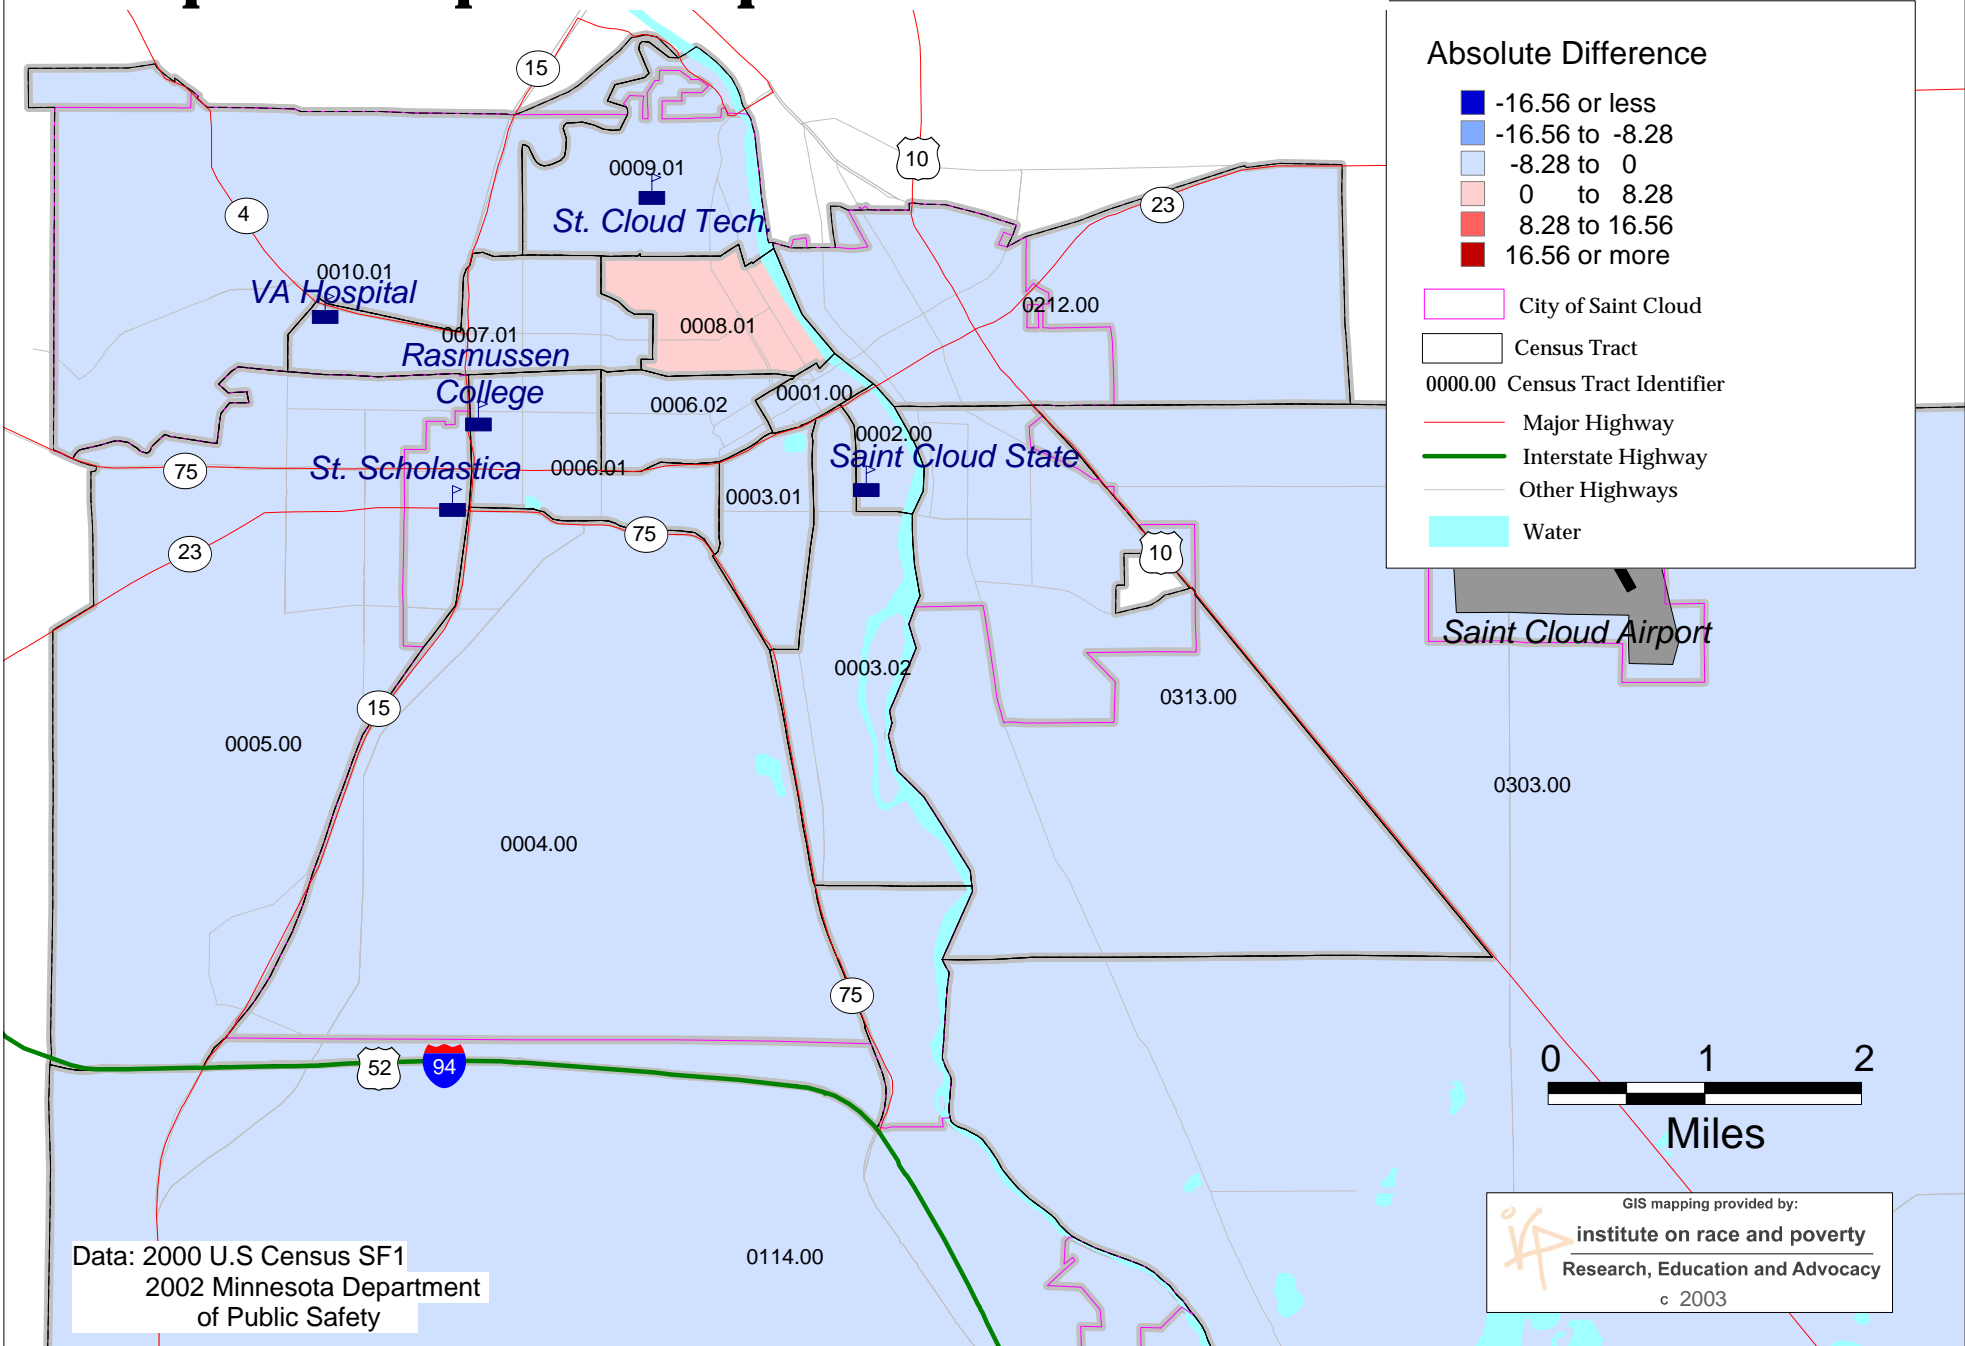 Absolute Difference
-16.56 or less
-16.56 to -8.28
-8.28 to 0
0 to 8.28
8.28 to 16.56
16.56 or more
City of Saint Cloud
Census Tract
0000.00 Census Tract Identifier
Major Highway
Interstate Highway
Other Highways
Water
15
10
0009.01
23
St. Cloud Tech.
4
0010.01
VA Hospital
0212.00
0008.01
0007.01
Rasmussen
College
0001.00
0006.02
0002.00
Saint Cloud State
75
St. Scholastica
0006.01
0003.01
75
23
10
Saint Cloud Airport
0003.02
0313.00
15
0005.00
0303.00
0004.00
75
52
94
0 1 2
Miles
0114.00
Data: 2000 U.S Census SF1
2002 Minnesota Department
of Public Safety
GIS mapping provided by:
institute on race and poverty
Research, Education and Advocacy
c 2003